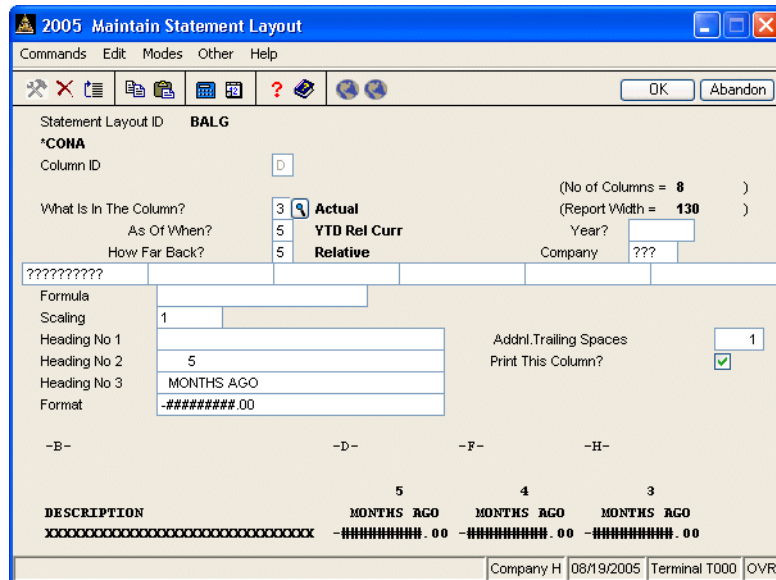 2005 Maintain Statement Layout
Commands Edit Modes Other Help
? OK Abandon
Statement Layout ID BALG
*CONA
Column ID D
(No of Columns = 8 )
What Is In The Column? 3 Actual (Report Width = 130 )
As Of When? 5 YTD Rel Curr Year?
How Far Back? 5 Relative Company ???
??????????
Formula
Scaling 1
Heading No 1 Addnl.Trailing Spaces 1
Heading No 2 5 Print This Column?
Heading No 3 MONTHS AGO
Format -#########.00
-B- -D- -F- -H-
5 4 3
DESCRIPTION MONTHS AGO MONTHS AGO MONTHS AGO
XXXXXXXXXXXXXXXXXXXXXXXXXXXXXX -#########.00 -#########.00 -#########.00
Company H 08/19/2005 Terminal T000 OVR